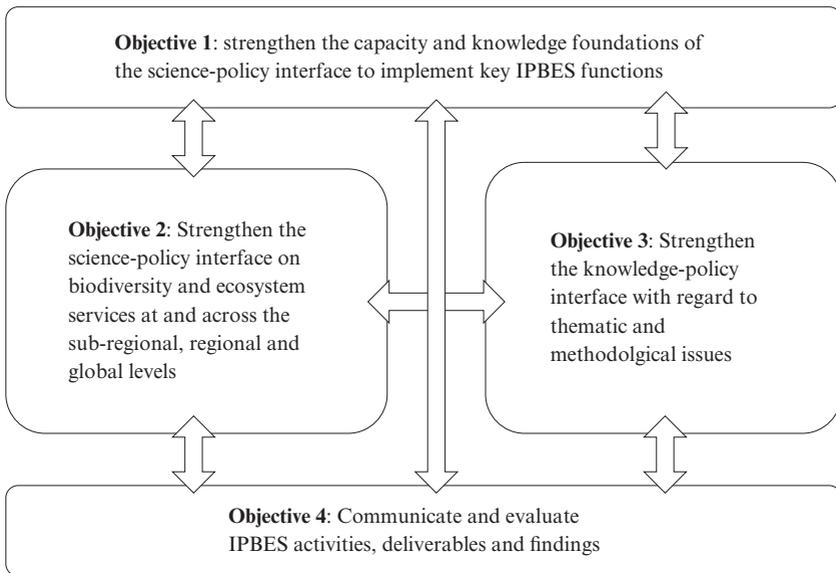 Objective 1: strengthen the capacity and knowledge foundations of
the science-policy interface to implement key IPBES functions
Objective 2: Strengthen the
science-policy interface on
biodiversity and ecosystem
services at and across the
sub-regional, regional and
global levels
Objective 3: Strengthen
the knowledge-policy
interface with regard to
thematic and
methodolgical issues
Objective 4: Communicate and evaluate
IPBES activities, deliverables and findings